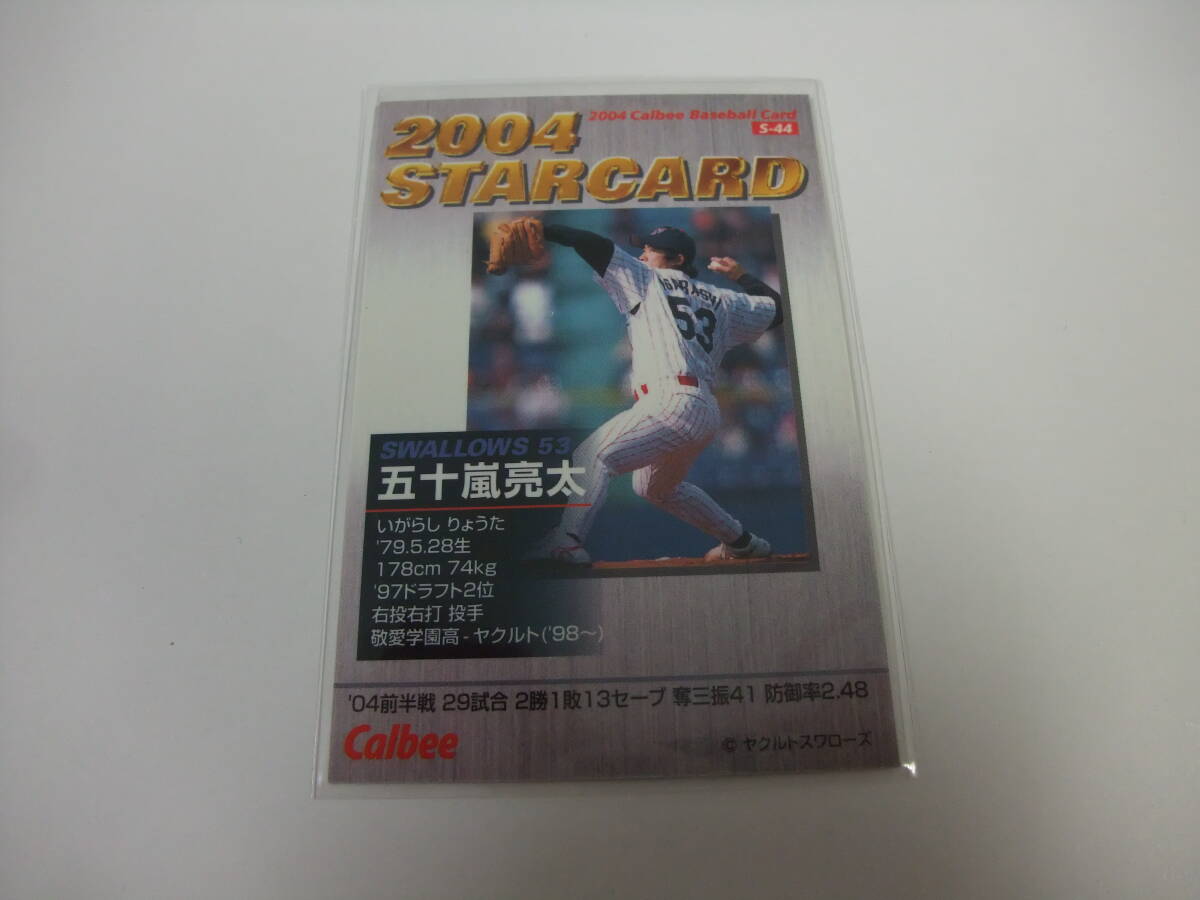 2004 Calbee Baseball Card
S-44
2004
STARCARD
IGARASHI
53
SWALLOWS 53
五十嵐亮太
いがらし りょうた
'79.5.28生
178cm 74kg
'97ドラフト2位
右投右打 投手
敬愛学園高-ヤクルト('98～)
'04前半戦 29試合 2勝1敗13セーブ 奪三振41 防御率2.48
Calbee
© ヤクルトスワローズ